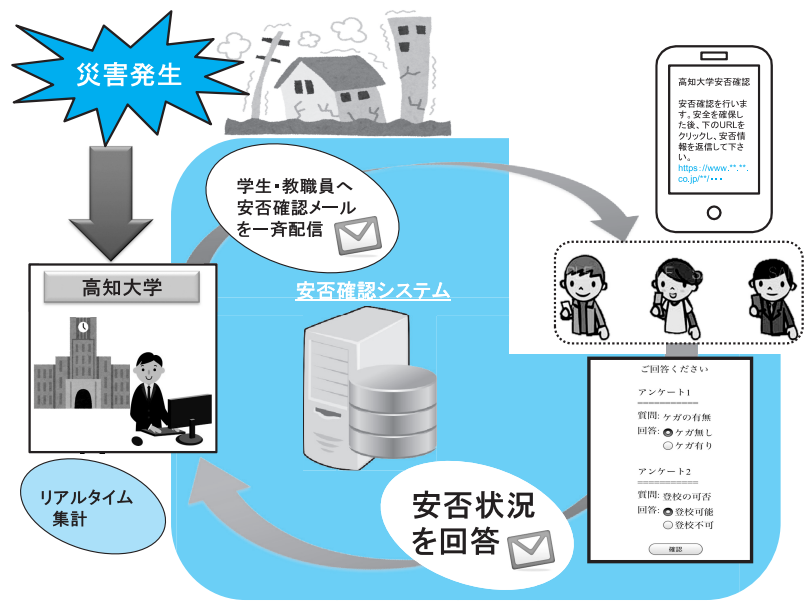 災害発生
高知大学安否確認
安否確認を行いま
す。安全を確保し
た後、下のURLを
クリックし、安否情
報を返信して下さ
い。
https://www.**.**.
co.jp/**/・・・
学生・教職員へ
安否確認メール
を一斉配信
高知大学
安否確認システム
ご回答ください
アンケート1
===========
質問: ケガの有無
回答: ケガ無し
ケガ有り
アンケート2
===========
質問: 登校の可否
回答: 登校可能
登校不可
確認
リアルタイム
集計
安否状況
を回答